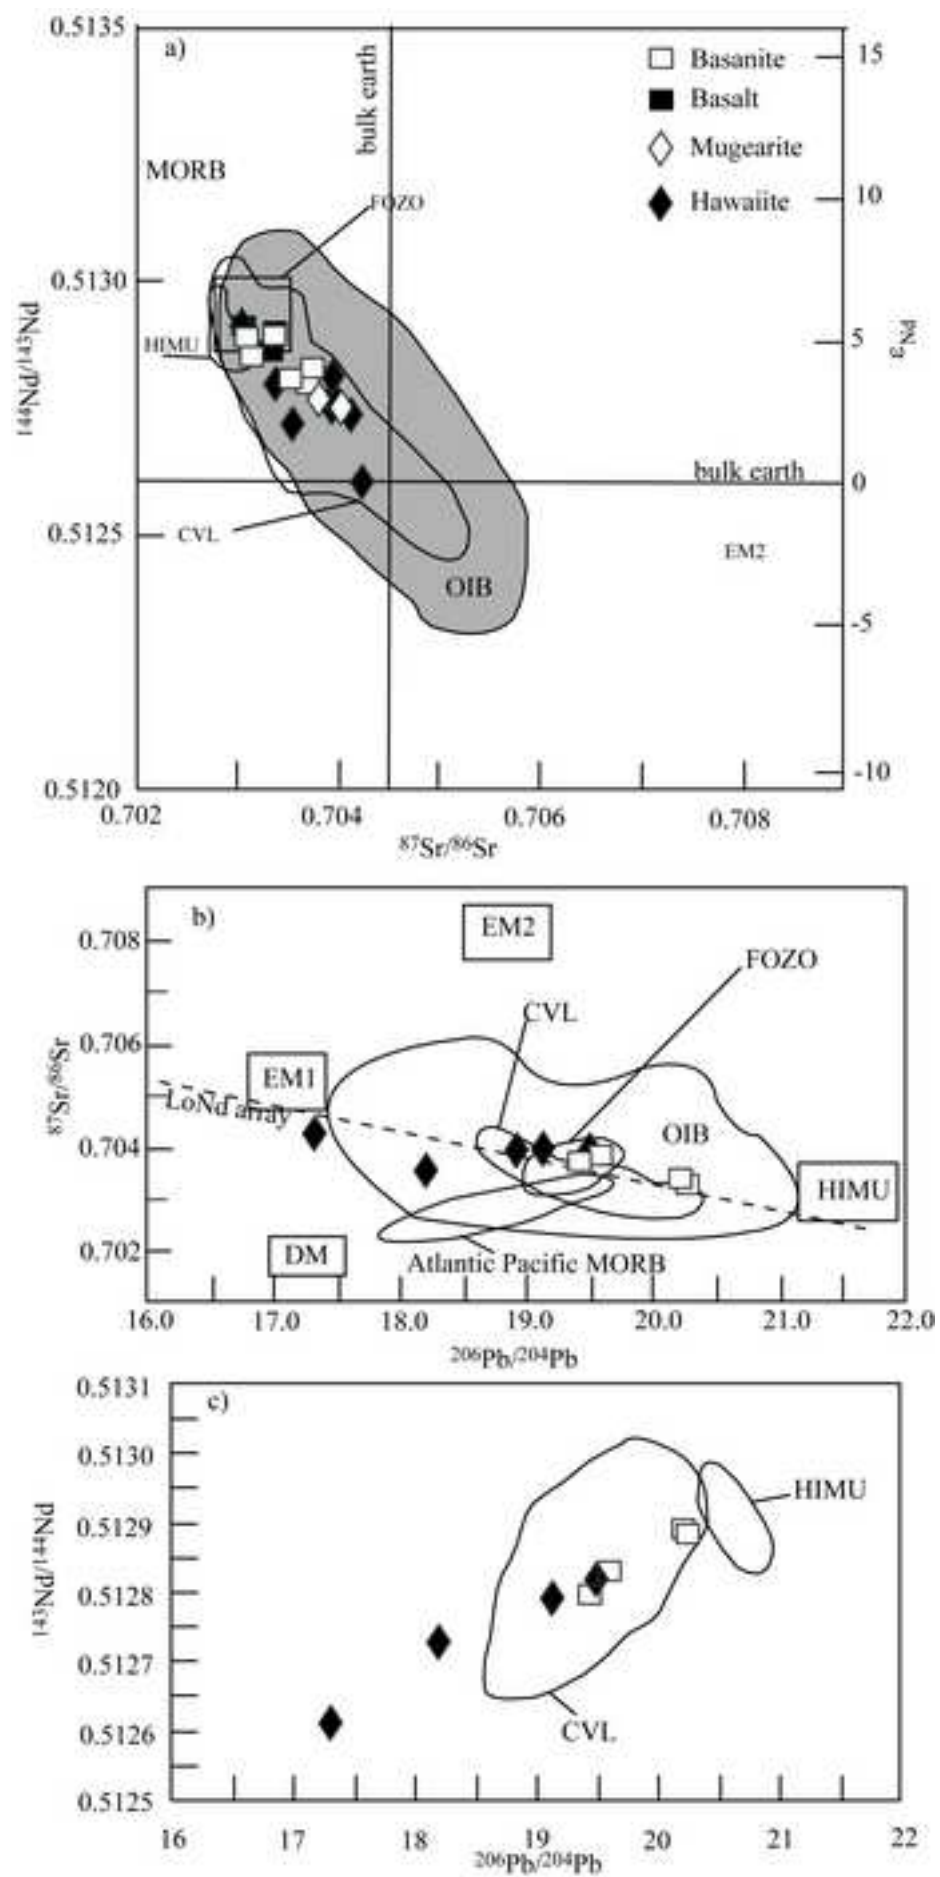 0.5135
a)
bulk earth
15
Basanite
Basalt
Mugearite
Hawaiite
MORB
FOZO
10
0.5130
144Nd/143Nd
HIMU
5
εNd
bulk earth
0
CVL
0.5125
EM2
OIB
-5
-10
0.5120
0.702
0.704
0.706
0.708
87Sr/86Sr
b)
EM2
0.708
FOZO
CVL
0.706
87Sr/86Sr
EM1
LoNd array
OIB
0.704
HIMU
0.702
DM
Atlantic Pacific MORB
16.0 17.0 18.0 19.0 20.0 21.0 22.0
206Pb/204Pb
0.5131
c)
0.5130
HIMU
0.5129
143Nd/144Nd
0.5128
0.5127
0.5126
CVL
0.5125
16 17 18 19 20 21 22
206Pb/204Pb